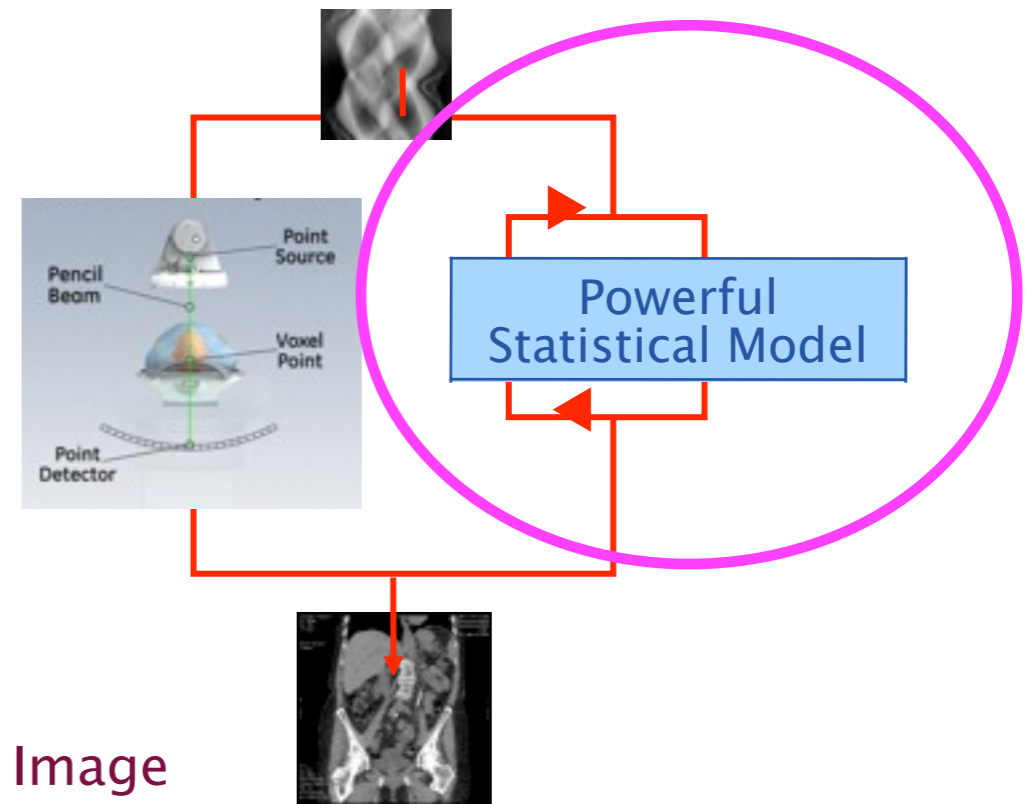 Point
Source
Pencil
Beam
Voxel
Point
Point
Detector
Powerful
Statistical Model
Image